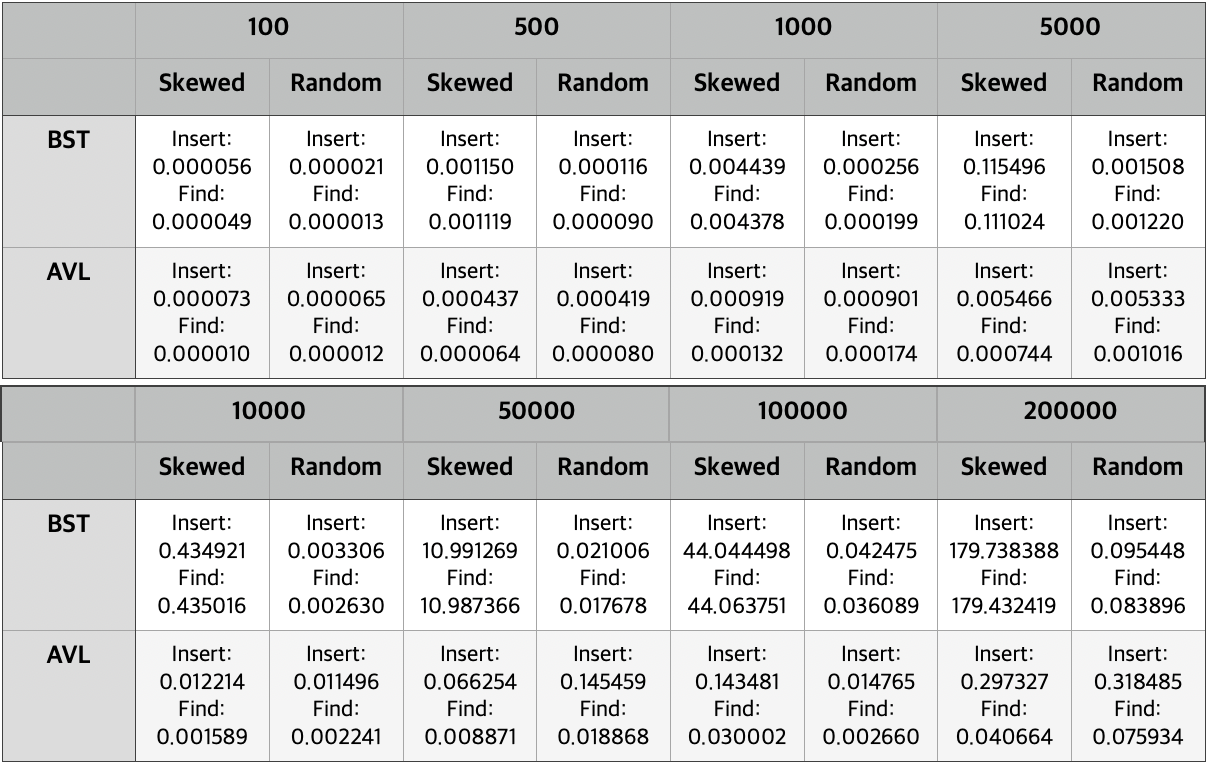 100 500 1000 5000
Skewed Random Skewed Random Skewed Random Skewed Random
BST Insert: Insert: Insert: Insert: Insert: Insert: Insert: Insert:
0.000056 0.000021 0.001150 0.000116 0.004439 0.000256 0.115496 0.001508
Find: Find: Find: Find: Find: Find: Find: Find:
0.000049 0.000013 0.001119 0.000090 0.004378 0.000199 0.111024 0.001220
AVL Insert: Insert: Insert: Insert: Insert: Insert: Insert: Insert:
0.000073 0.000065 0.000437 0.000419 0.000919 0.000901 0.005466 0.005333
Find: Find: Find: Find: Find: Find: Find: Find:
0.000010 0.000012 0.000064 0.000080 0.000132 0.000174 0.000744 0.001016
10000 50000 100000 200000
Skewed Random Skewed Random Skewed Random Skewed Random
BST Insert: Insert: Insert: Insert: Insert: Insert: Insert: Insert:
0.434921 0.003306 10.991269 0.021006 44.044498 0.042475 179.738388 0.095448
Find: Find: Find: Find: Find: Find: Find: Find:
0.435016 0.002630 10.987366 0.017678 44.063751 0.036089 179.432419 0.083896
AVL Insert: Insert: Insert: Insert: Insert: Insert: Insert: Insert:
0.012214 0.011496 0.066254 0.145459 0.143481 0.014765 0.297327 0.318485
Find: Find: Find: Find: Find: Find: Find: Find:
0.001589 0.002241 0.008871 0.018868 0.030002 0.002660 0.040664 0.075934